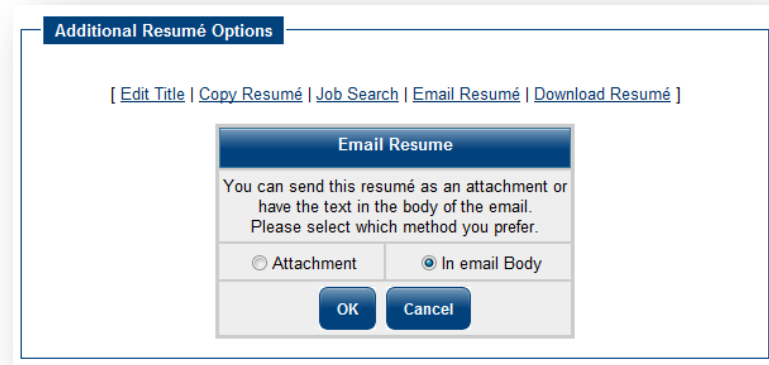 Additional Resumé Options
[ Edit Title | Copy Resumé | Job Search | Email Resumé | Download Resumé ]
Email Resume
You can send this resumé as an attachment or
have the text in the body of the email.
Please select which method you prefer.
Attachment In email Body
OK Cancel